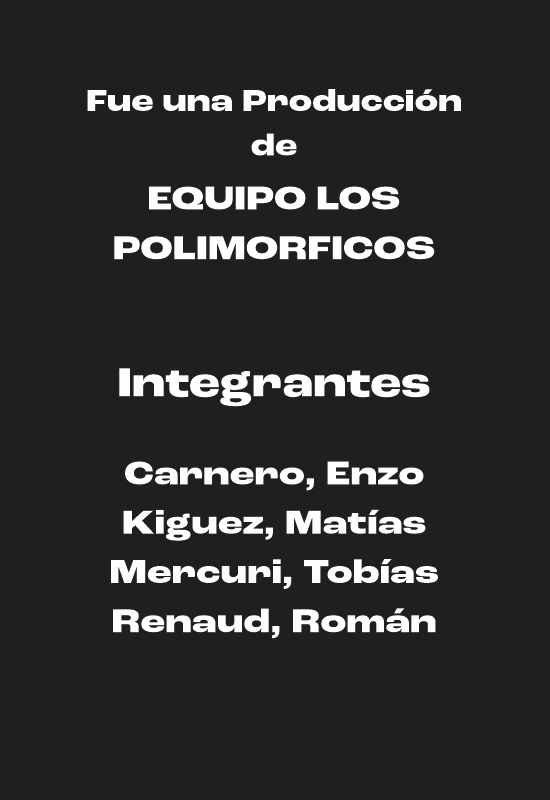 Fue una Producción
de
EQUIPO LOS
POLIMORFICOS
Integrantes
Carnero, Enzo
Kiguez, Matías
Mercuri, Tobías
Renaud, Román